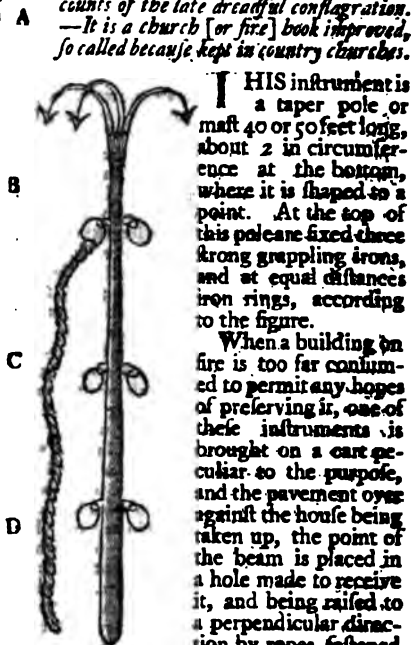 A
counts of the late dreadful conflagration.
—It is a church [or fire] book improved,
ſo called becauſe kept in country churches.
THIS inſtrument is
a taper pole or
maſt 40 or 50 feet long,
about 2 in circumfer-
ence at the bottom,
where it is ſhaped to a
point. At the top of
this pole are fixed three
ſtrong grappling irons,
and at equal diſtances
iron rings, according
to the figure.
When a building on
fire is too far conſum-
ed to permit any hopes
of preſerving it, one of
theſe inſtruments is
brought on a cart pe-
culiar to the purpoſe,
and the pavement over
againſt the houſe being
taken up, the point of
the beam is placed in
a hole made to receive
it, and being raiſed to
a perpendicular direc-
tion by ropes faſtened
B
C
D